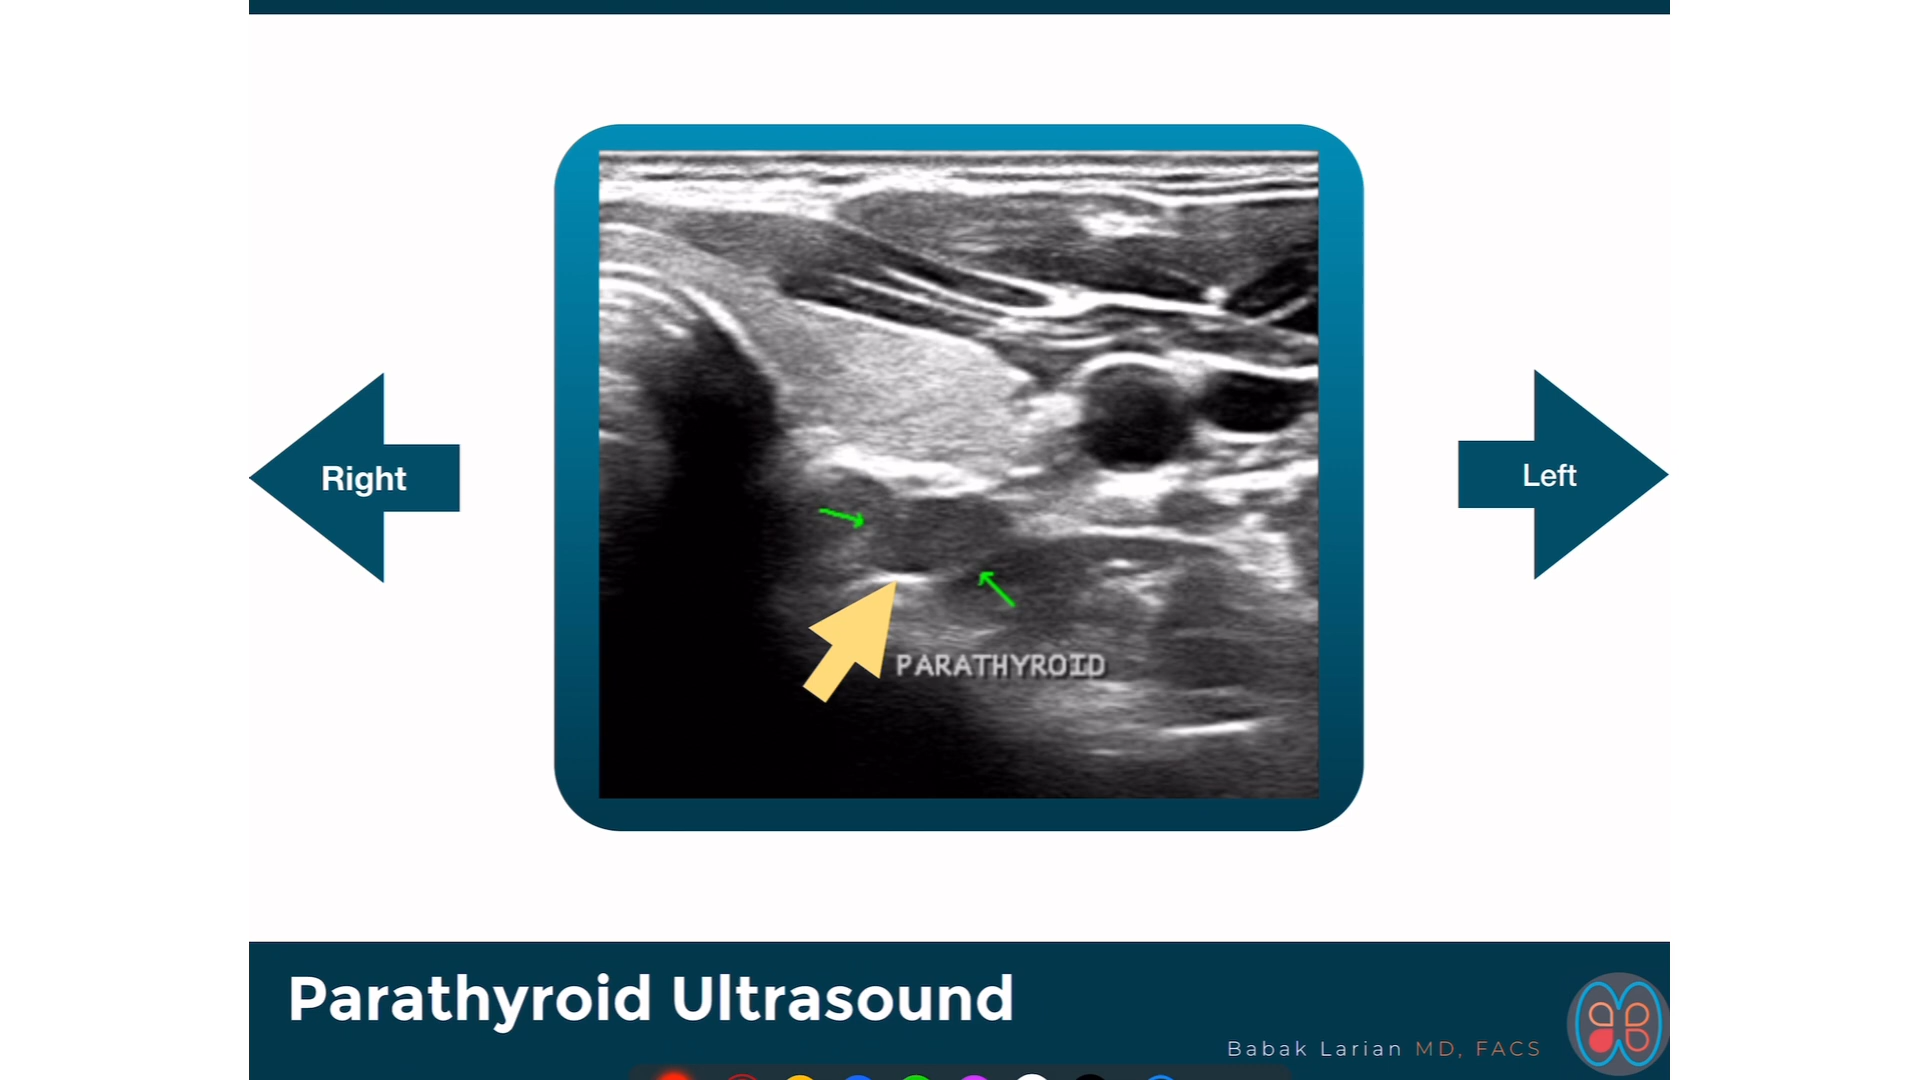 Right
Left
PARATHYROID
Parathyroid Ultrasound
Babak Larian MD, FACS